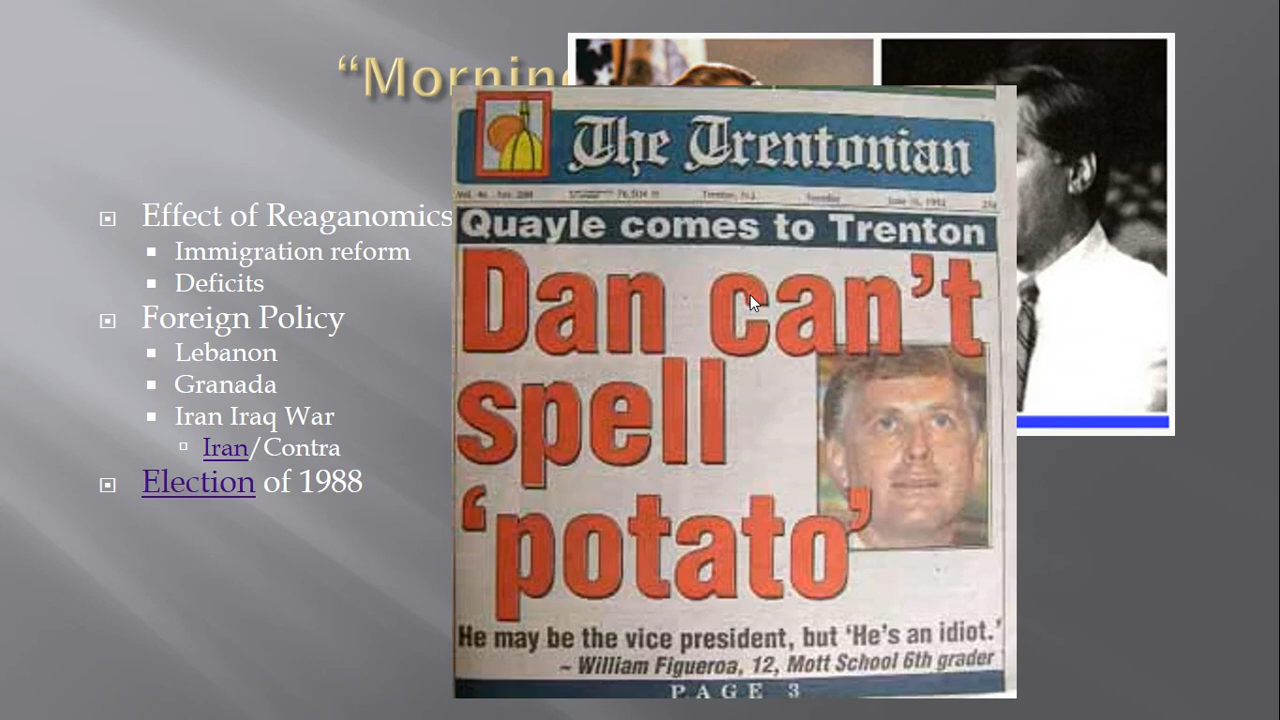 “Mornin
Effect of Reaganomics
Immigration reform
Deficits
Foreign Policy
Lebanon
Granada
Iran Iraq War
Iran/Contra
Election of 1988
The Trentonian
Trenton, N.J.
Quayle comes to Trenton
Dan can’t
spell
‘potato’
He may be the vice president, but ‘He’s an idiot.’
~ William Figueroa, 12, Mott School 6th grader
PAGE 3